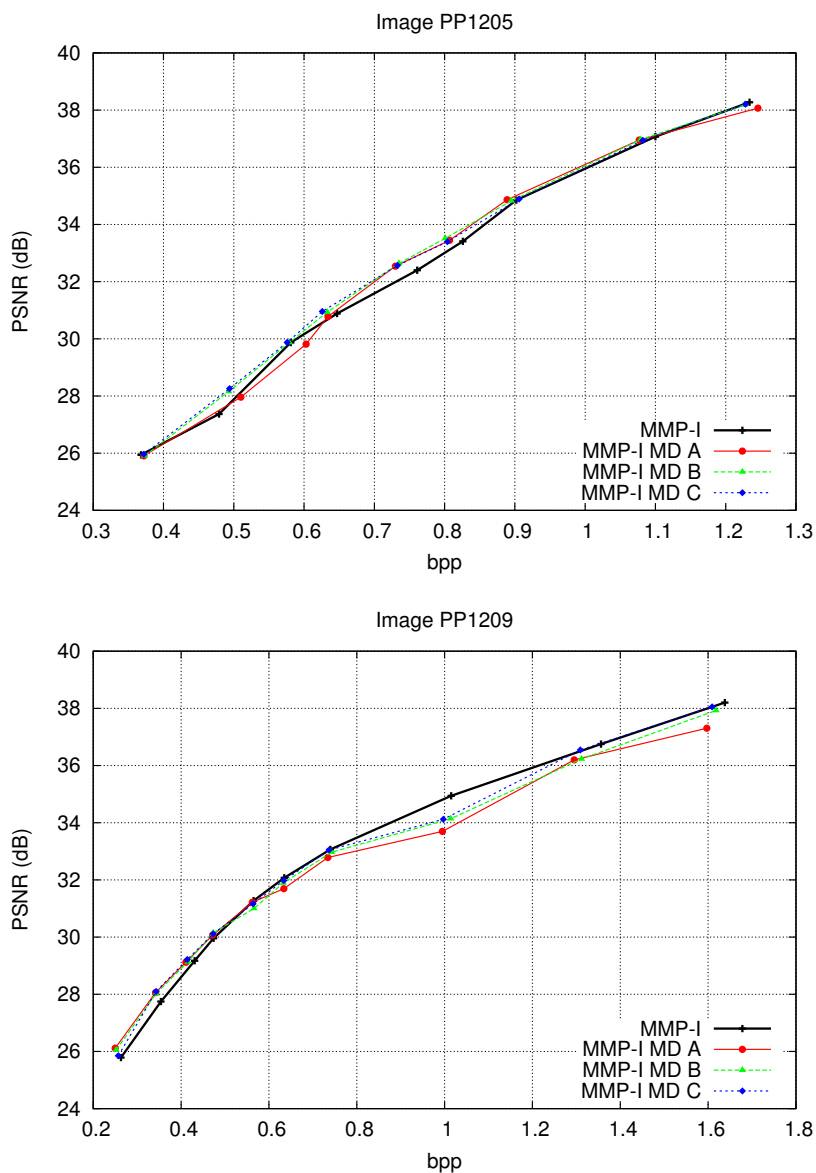 Image PP1205
40
38
36
34
32
30
28
26
24
PSNR (dB)
MMP-I
MMP-I MD A
MMP-I MD B
MMP-I MD C
0.3 0.4 0.5 0.6 0.7 0.8 0.9 1 1.1 1.2 1.3
bpp
Image PP1209
40
38
36
34
32
30
28
26
24
PSNR (dB)
MMP-I
MMP-I MD A
MMP-I MD B
MMP-I MD C
0.2 0.4 0.6 0.8 1 1.2 1.4 1.6 1.8
bpp